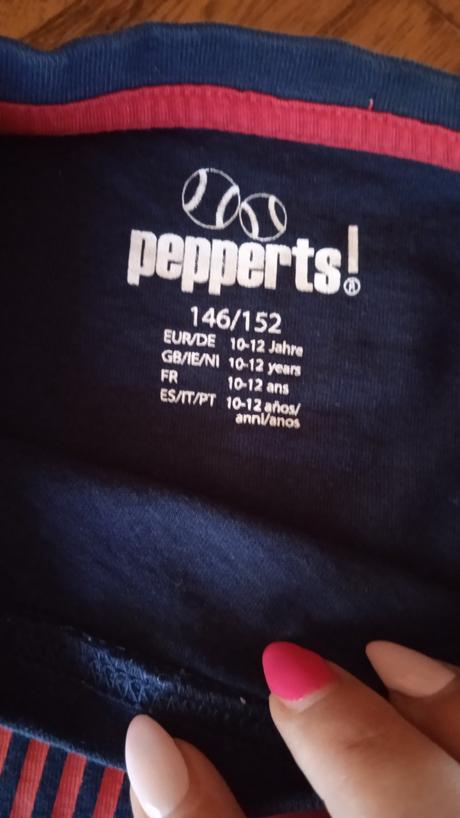 pepperts!®
146/152
EUR/DE 10-12 Jahre
GB/IE/NI 10-12 years
FR 10-12 ans
ES/IT/PT 10-12 años/
anni/anos